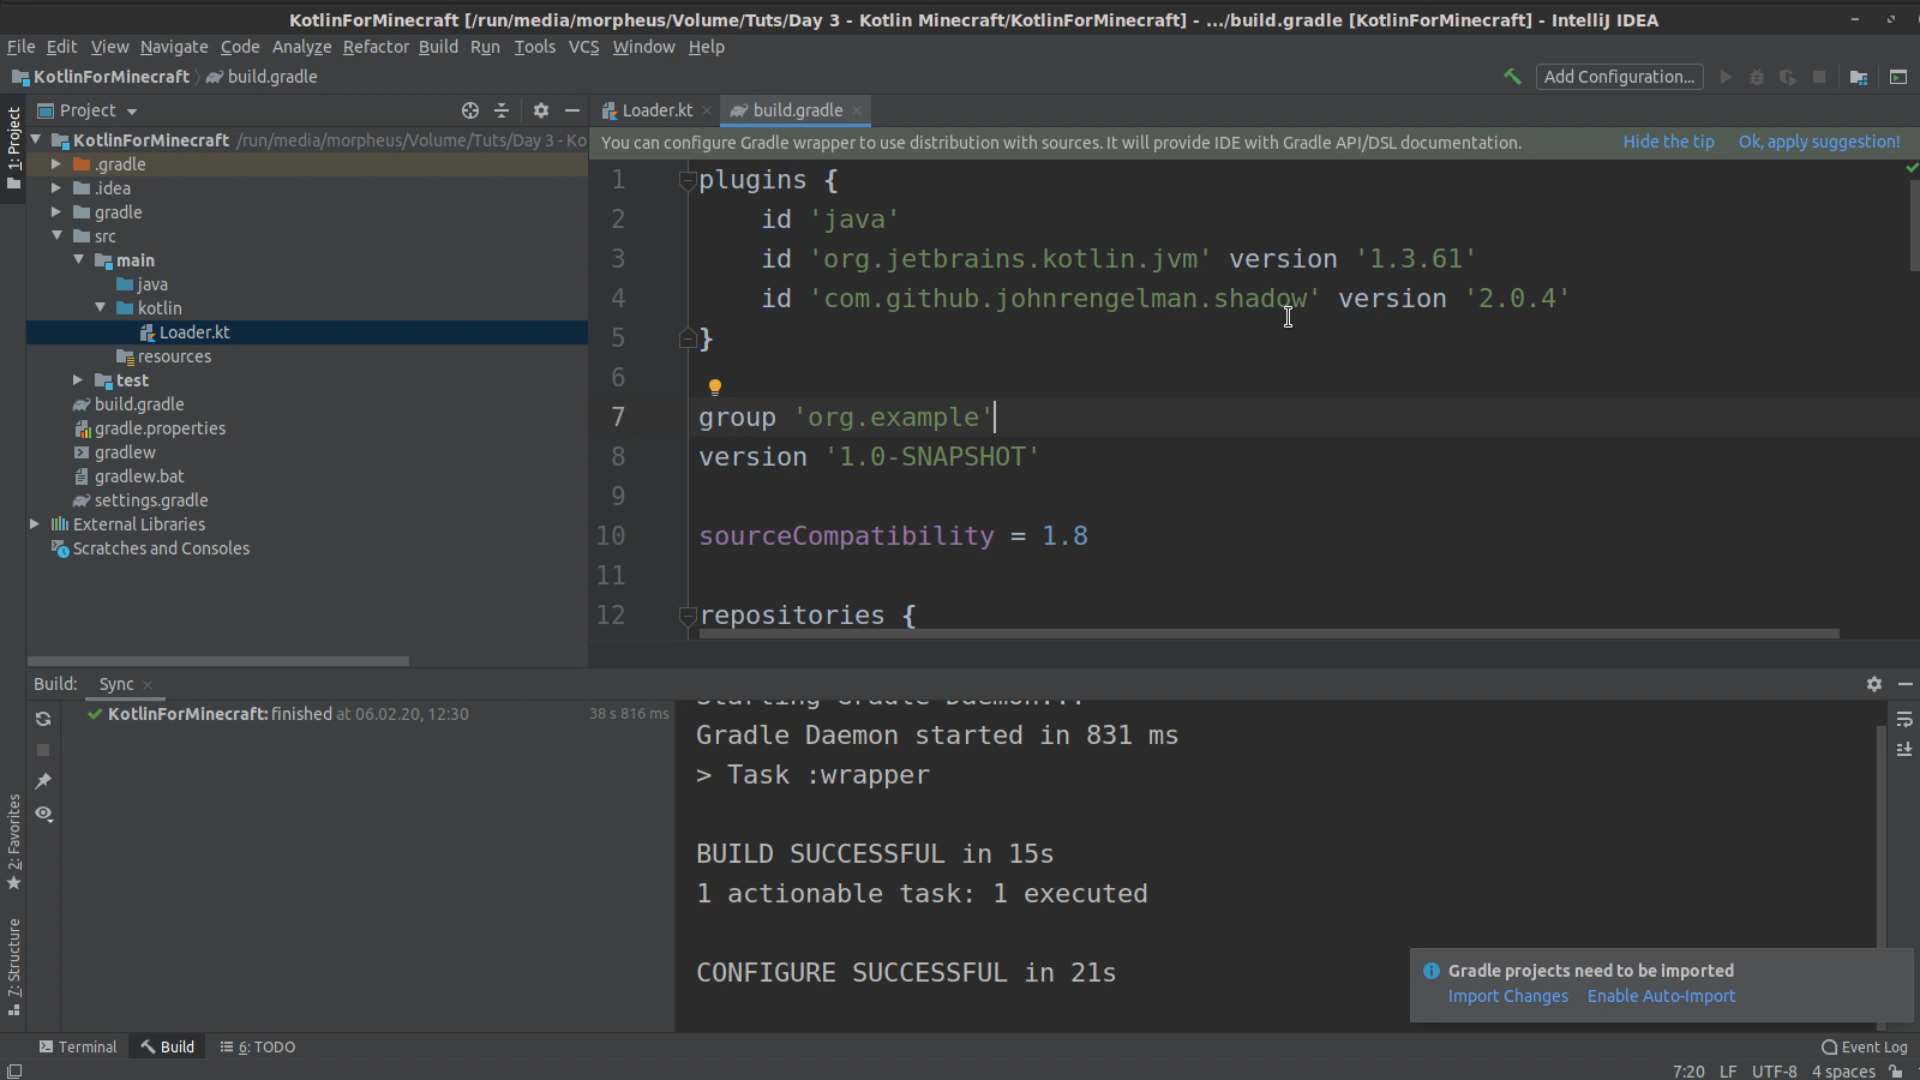 KotlinForMinecraft [/run/media/morpheus/Volume/Tuts/Day 3 - Kotlin Minecraft/KotlinForMinecraft] - .../build.gradle [KotlinForMinecraft] - IntelliJ IDEA
File Edit View Navigate Code Analyze Refactor Build Run Tools VCS Window Help
KotlinForMinecraft build.gradle Add Configuration...
1: Project
Project
KotlinForMinecraft /run/media/morpheus/Volume/Tuts/Day 3 - Ko
.gradle
.idea
gradle
src
main
java
kotlin
Loader.kt
resources
test
build.gradle
gradle.properties
gradlew
gradlew.bat
settings.gradle
External Libraries
Scratches and Consoles
Loader.kt build.gradle
You can configure Gradle wrapper to use distribution with sources. It will provide IDE with Gradle API/DSL documentation. Hide the tip Ok, apply suggestion!
1 plugins {
2 id 'java'
3 id 'org.jetbrains.kotlin.jvm' version '1.3.61'
4 id 'com.github.johnrengelman.shadow' version '2.0.4'
5 }
6
7 group 'org.example'
8 version '1.0-SNAPSHOT'
9
10 sourceCompatibility = 1.8
11
12 repositories {
Build: Sync
KotlinForMinecraft: finished at 06.02.20, 12:30 38 s 816 ms
Starting Gradle Daemon...
Gradle Daemon started in 831 ms
> Task :wrapper
BUILD SUCCESSFUL in 15s
1 actionable task: 1 executed
CONFIGURE SUCCESSFUL in 21s
Gradle projects need to be imported
Import Changes Enable Auto-Import
2: Favorites
7: Structure
Terminal Build 6: TODO Event Log
7:20 LF UTF-8 4 spaces